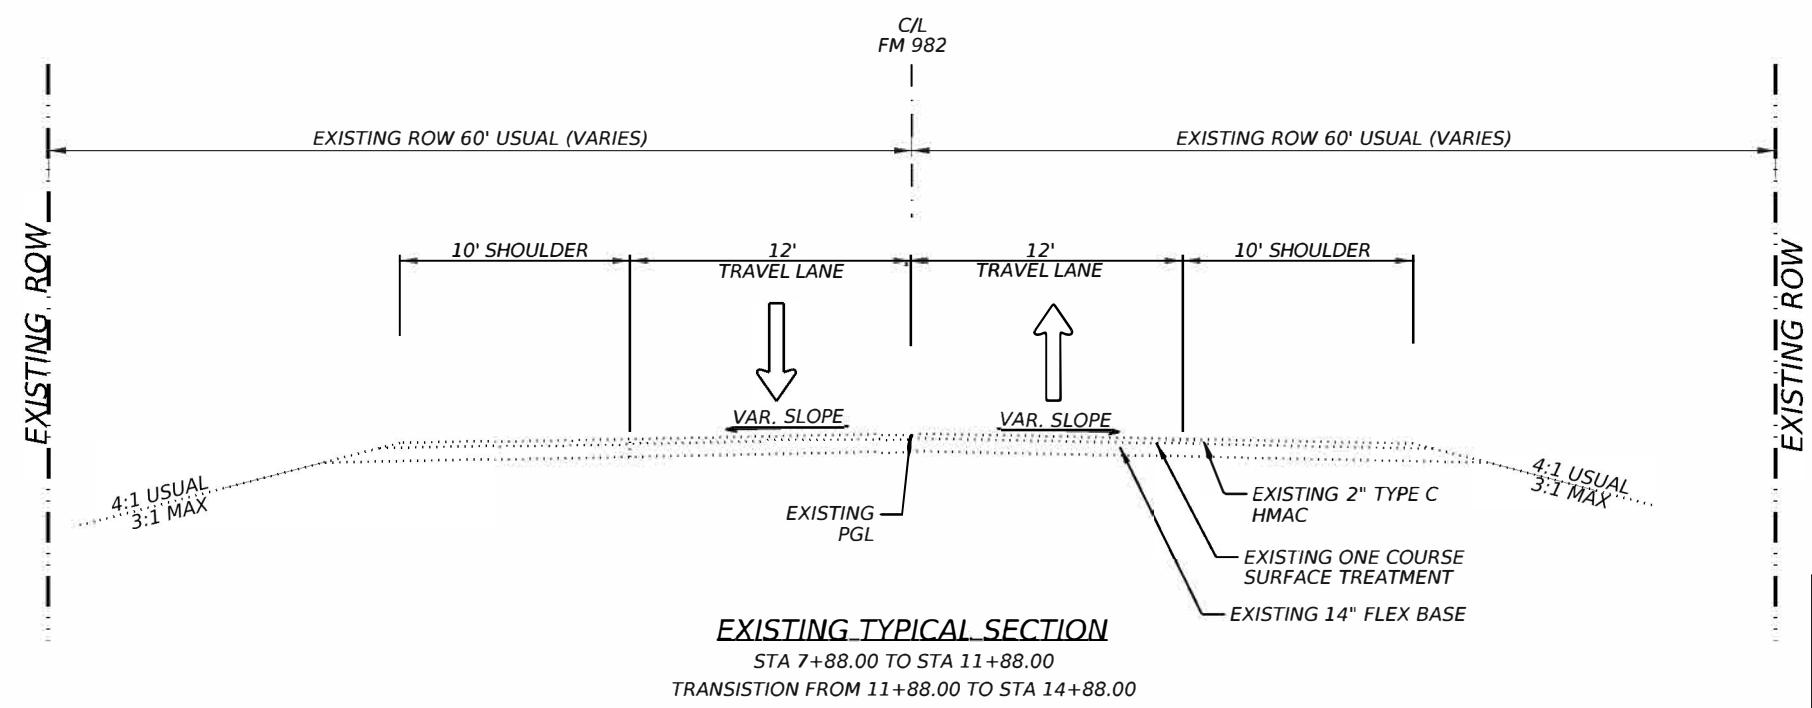 C/L
FM 982
EXISTING ROW 60' USUAL (VARIES)
EXISTING ROW 60' USUAL (VARIES)
EXISTING ROW
EXISTING ROW
10' SHOULDER
12'
TRAVEL LANE
12'
TRAVEL LANE
10' SHOULDER
VAR. SLOPE
VAR. SLOPE
4:1 USUAL
3:1 MAX
4:1 USUAL
3:1 MAX
EXISTING
PGL
EXISTING 2" TYPE C
HMAC
EXISTING ONE COURSE
SURFACE TREATMENT
EXISTING 14" FLEX BASE
EXISTING TYPICAL SECTION
STA 7+88.00 TO STA 11+88.00
TRANSISTION FROM 11+88.00 TO STA 14+88.00